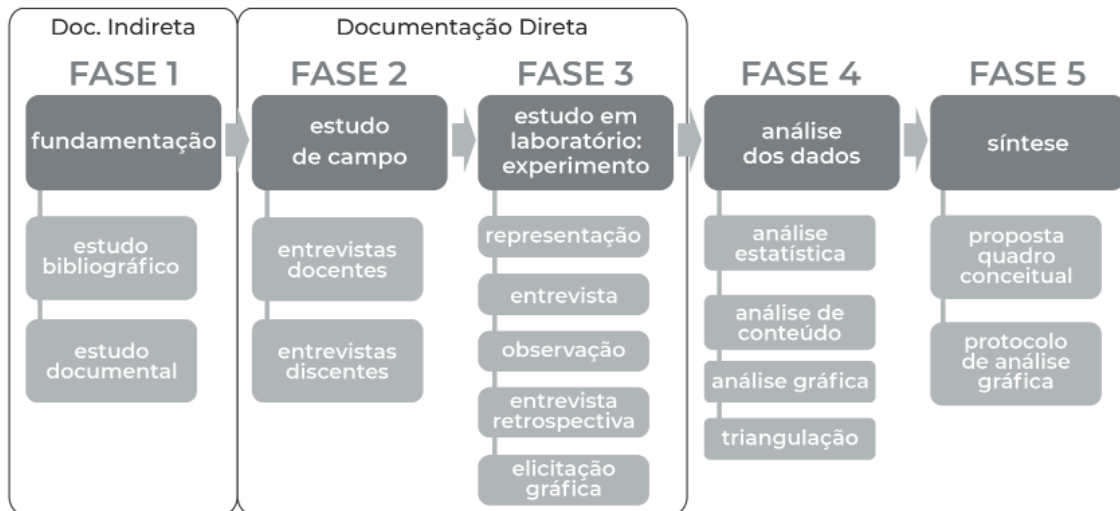 Doc. Indireta
Documentação Direta
FASE 1
FASE 2
FASE 3
FASE 4
FASE 5
fundamentação
estudo
de campo
estudo em
laboratório:
experimento
análise
dos dados
síntese
estudo
bibliográfico
estudo
documental
entrevistas
docentes
entrevistas
discentes
representação
entrevista
observação
entrevista
retrospectiva
elicitação
gráfica
análise
estatística
análise de
conteúdo
análise gráfica
triangulação
proposta
quadro
conceitual
protocolo
de análise
gráfica